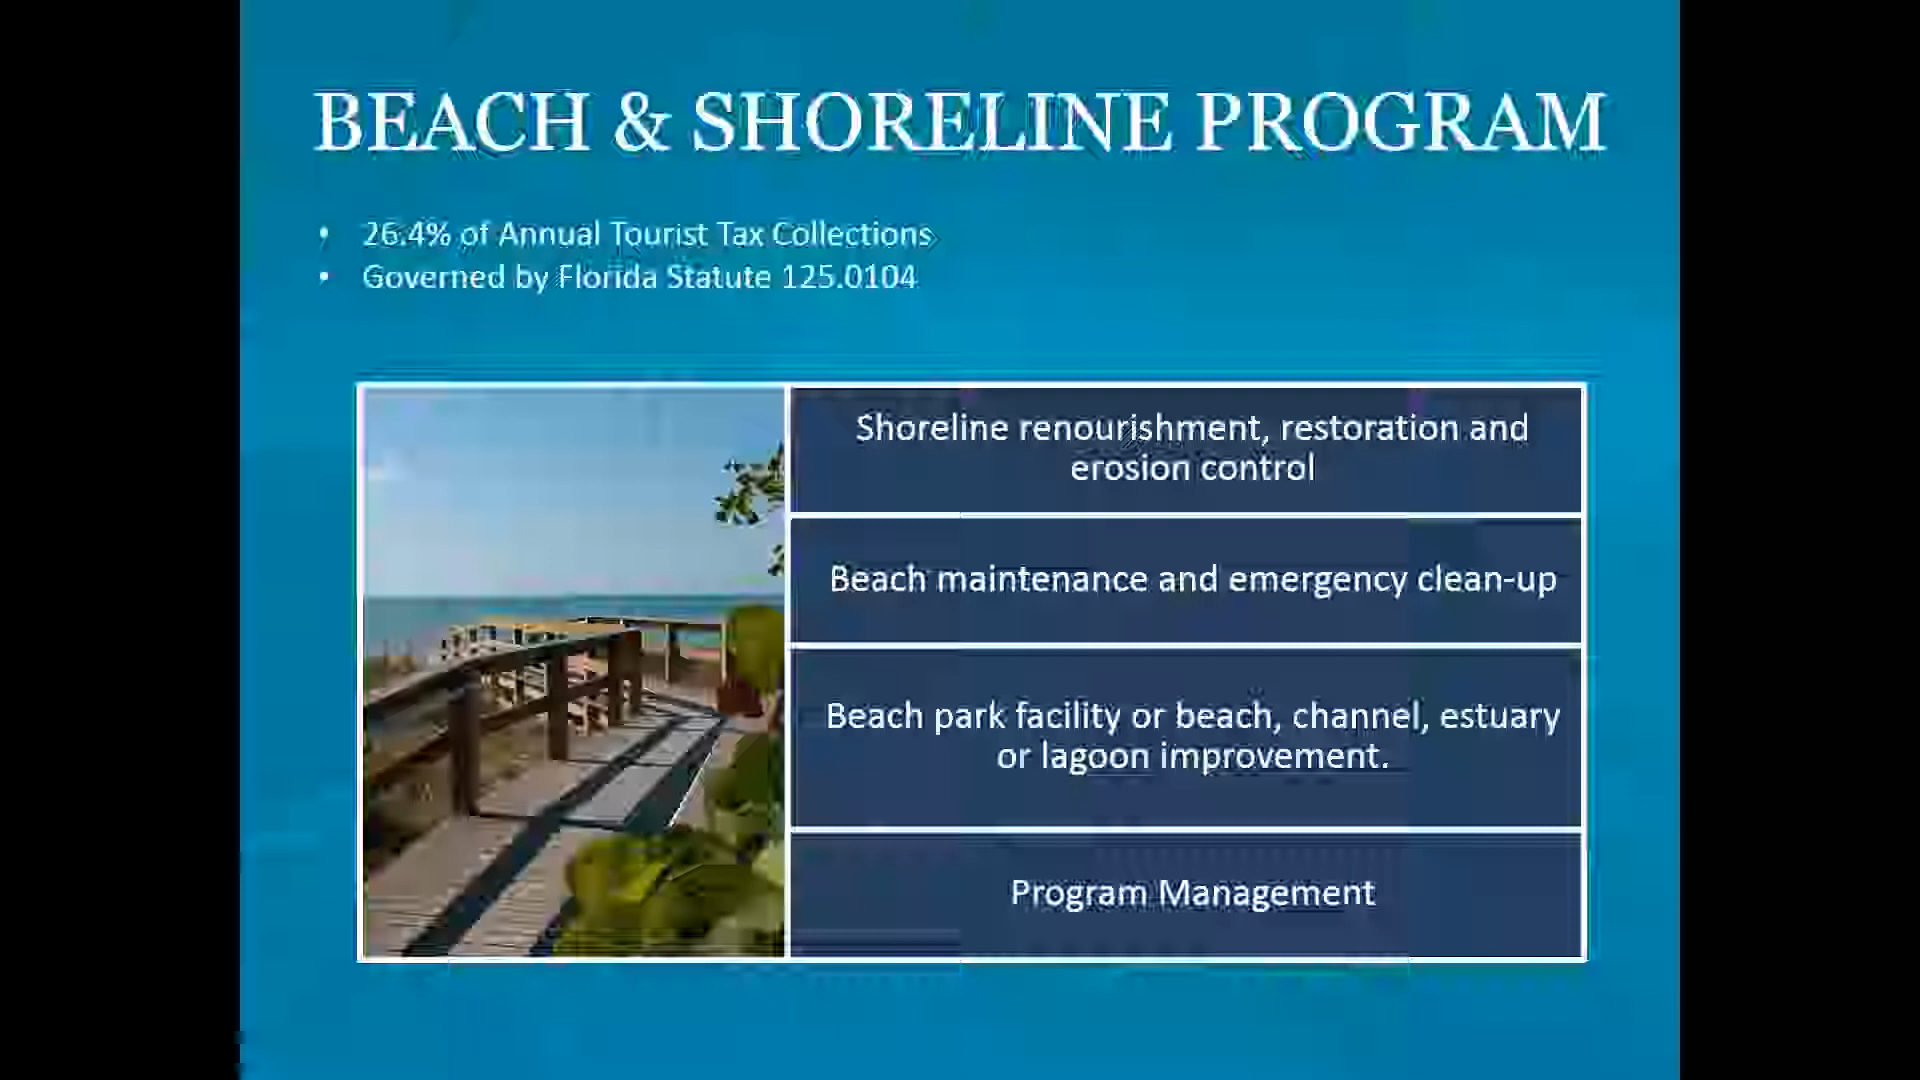 BEACH & SHORELINE PROGRAM
• 26.4% of Annual Tourist Tax Collections
• Governed by Florida Statute 125.0104
Shoreline renourishment, restoration and
erosion control
Beach maintenance and emergency clean-up
Beach park facility or beach, channel, estuary
or lagoon improvement.
Program Management